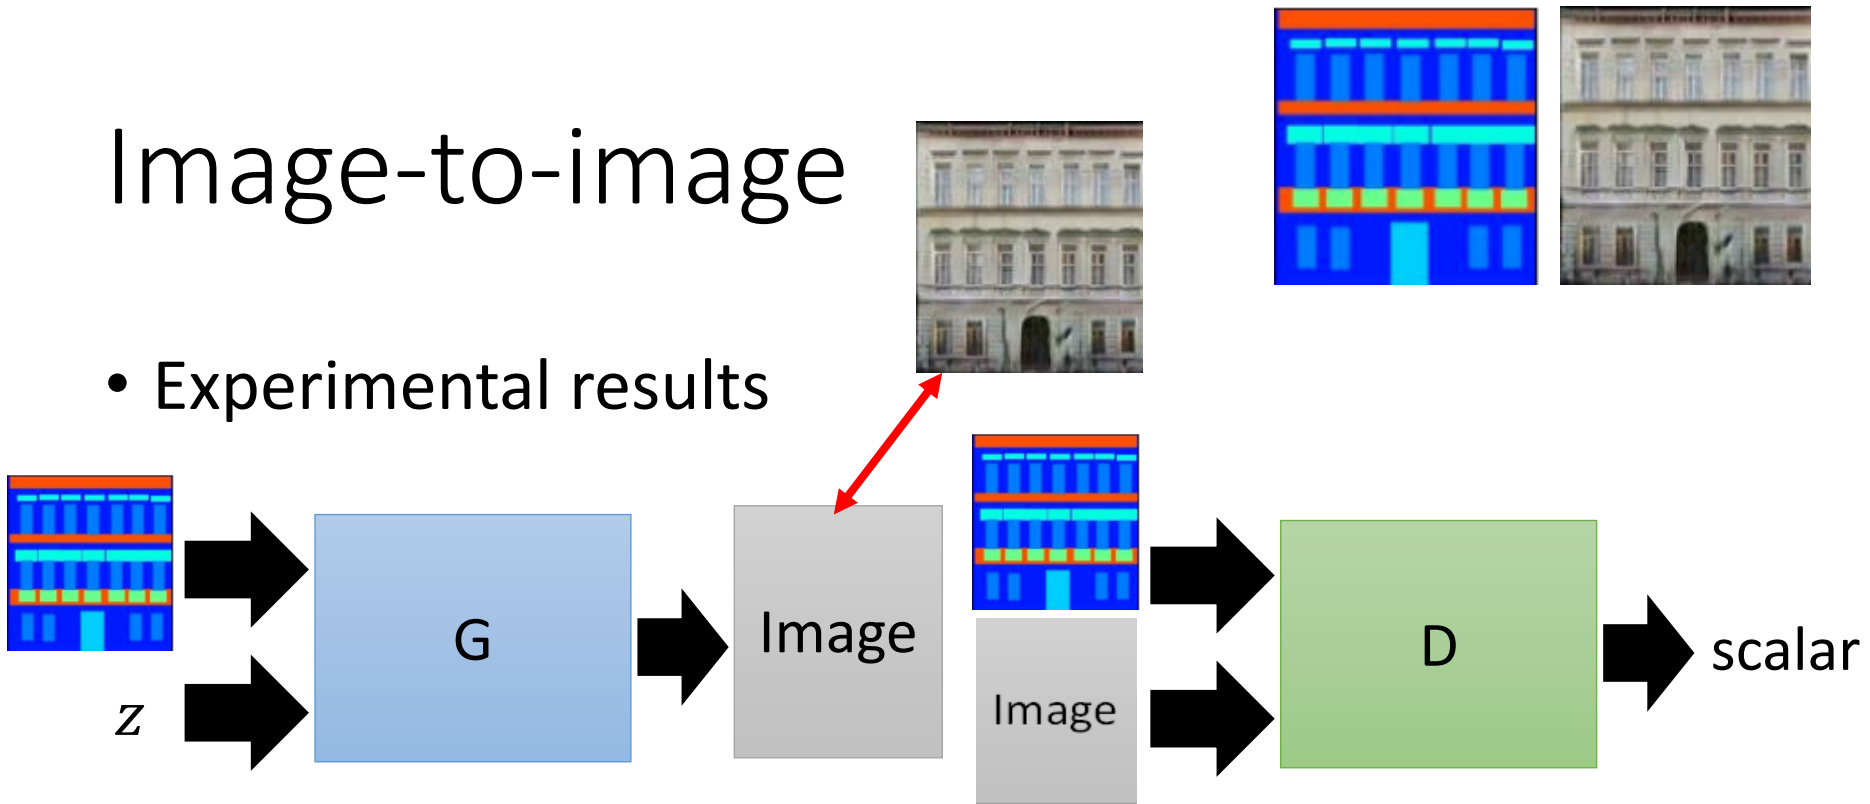 Image-to-image
• Experimental results
G
Image
z
Image
D
scalar